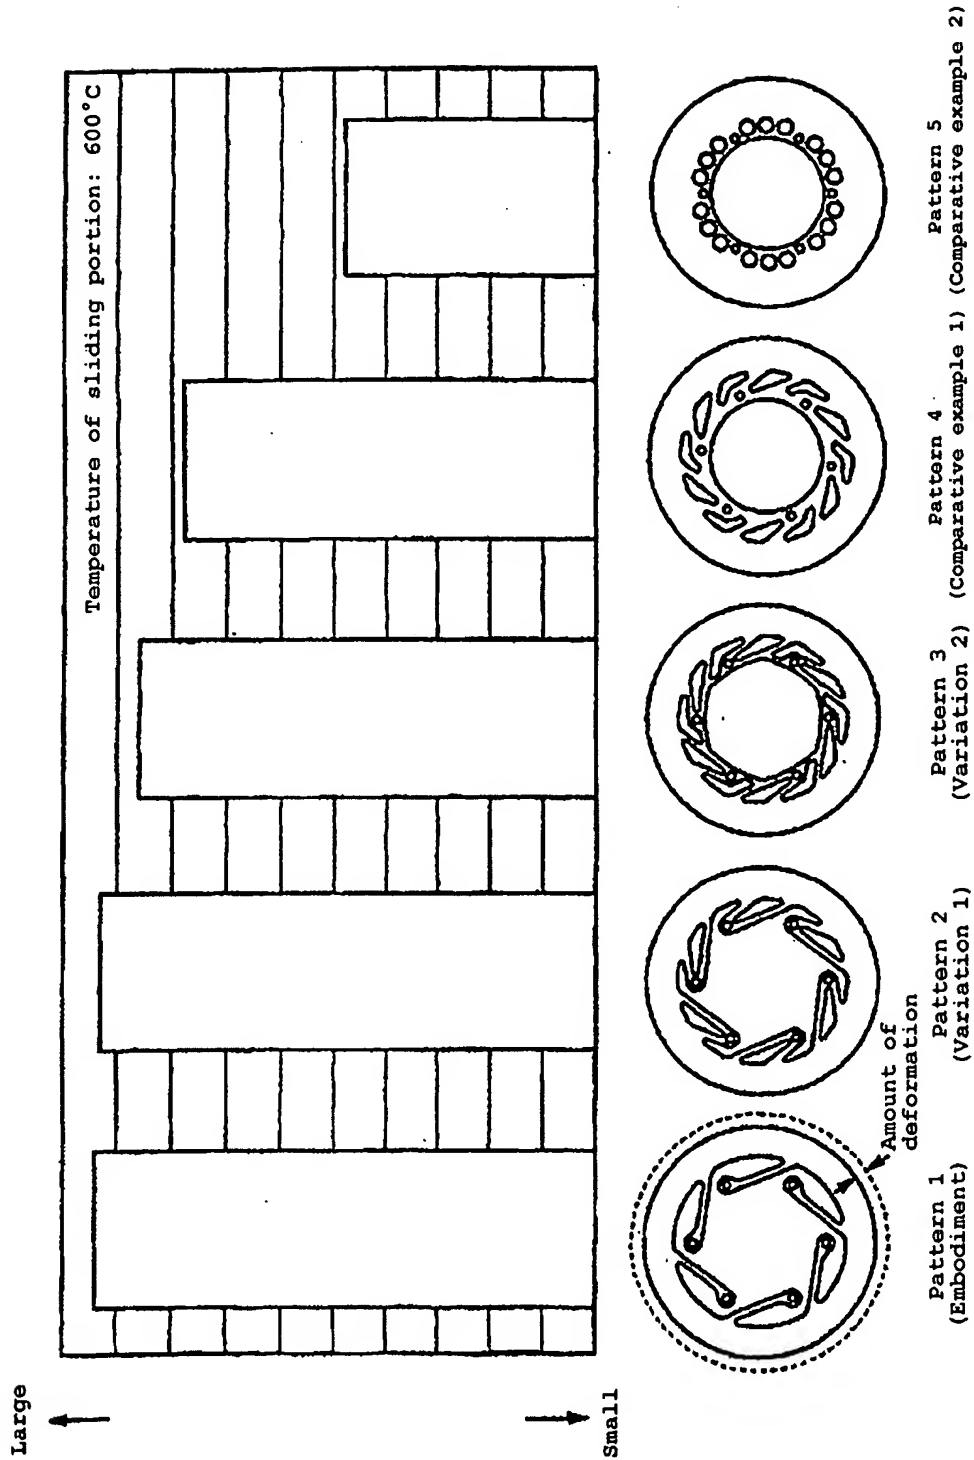 Large
Small
Temperature of sliding portion: 600°C
Amount of
deformation
Pattern 1
(Embodiment)
Pattern 2
(Variation 1)
Pattern 3
(Variation 2)
Pattern 4
(Comparative example 1)
Pattern 5
(Comparative example 2)